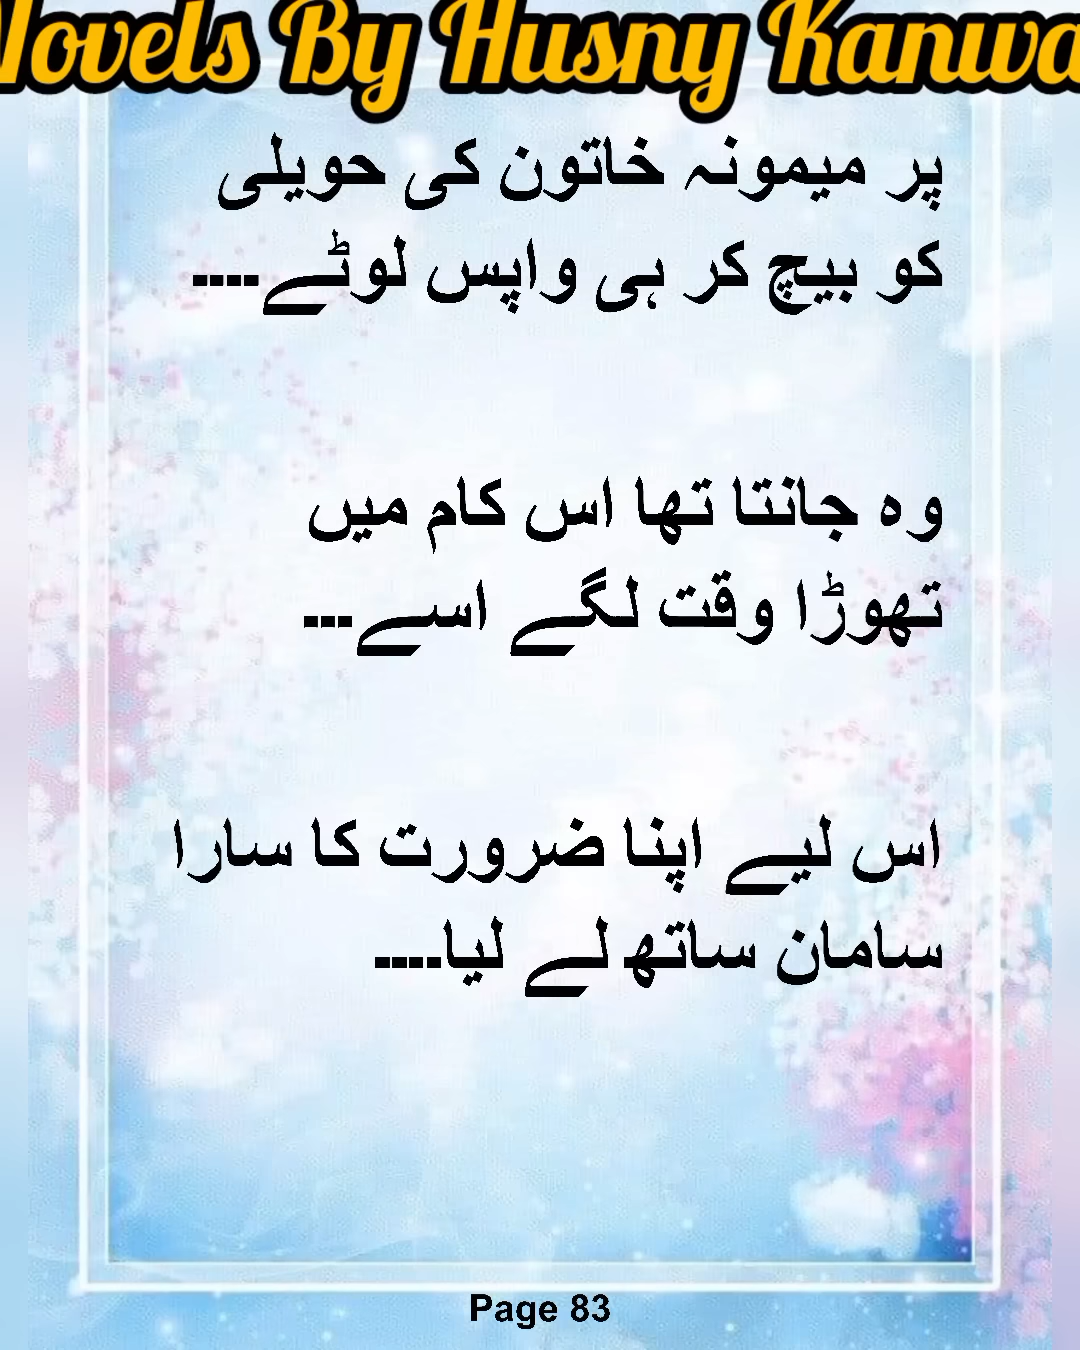 Novels By Husny Kanwa
پر میمونہ خاتون کی حویلی
کو بیچ کر ہی واپس لوٹے....
وہ جانتا تھا اس کام میں
تھوڑا وقت لگے اسے...
اس لیے اپنا ضرورت کا سارا
سامان ساتھ لے لیا....
Page 83